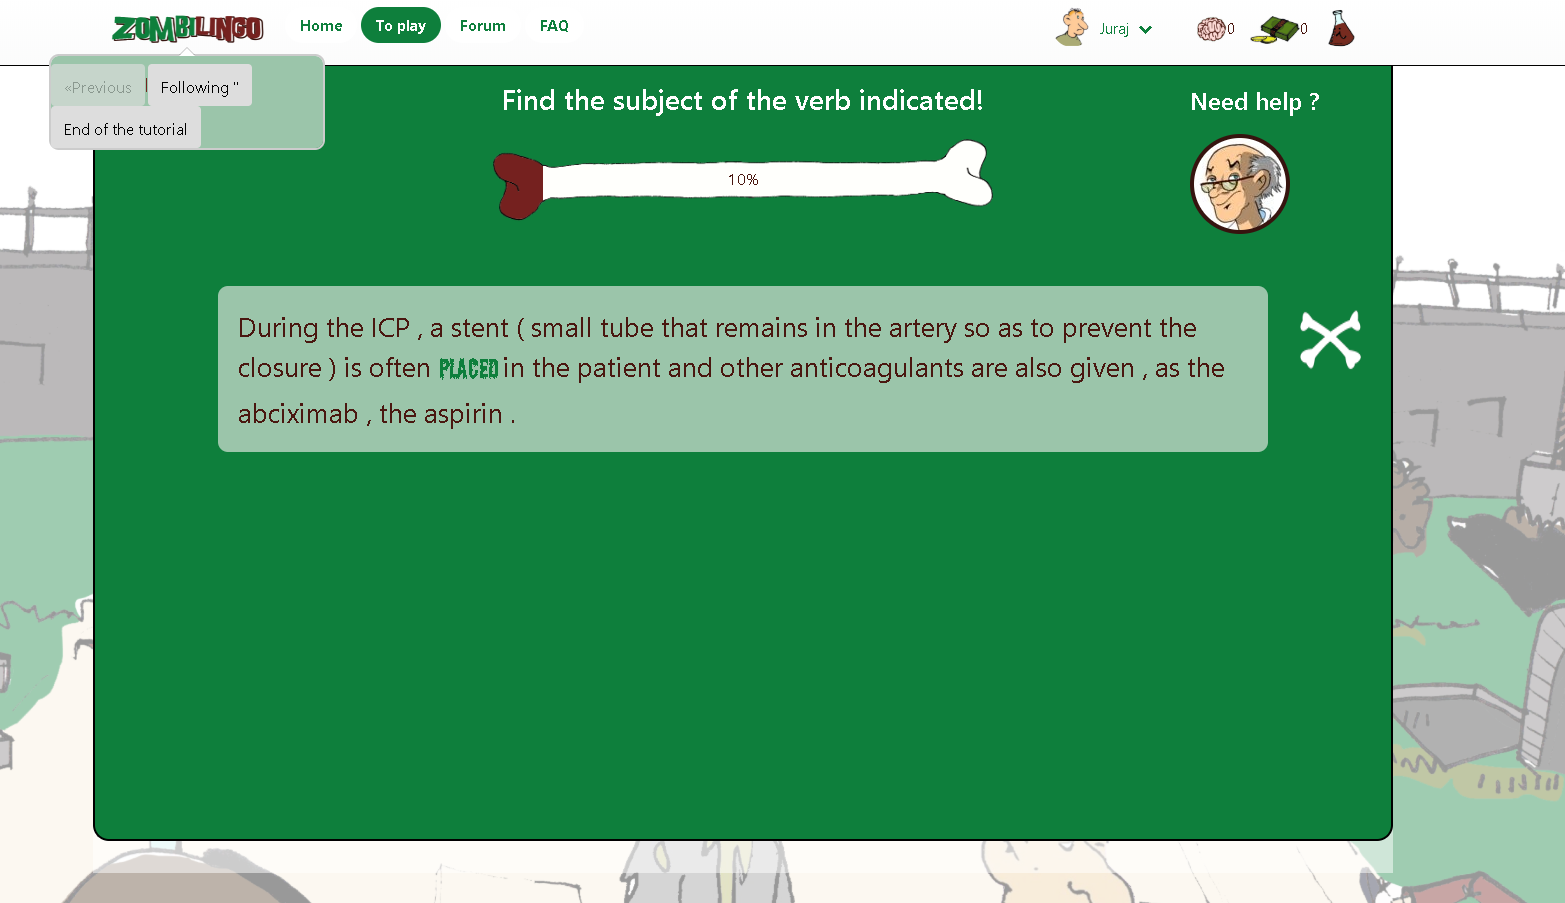 ZOMBILINGO Home To play Forum FAQ Juraj 0 0
«Previous Following "
End of the tutorial
Find the subject of the verb indicated!
Need help ?
10%
During the ICP , a stent ( small tube that remains in the artery so as to prevent the
closure ) is often PLACED in the patient and other anticoagulants are also given , as the
abciximab , the aspirin .